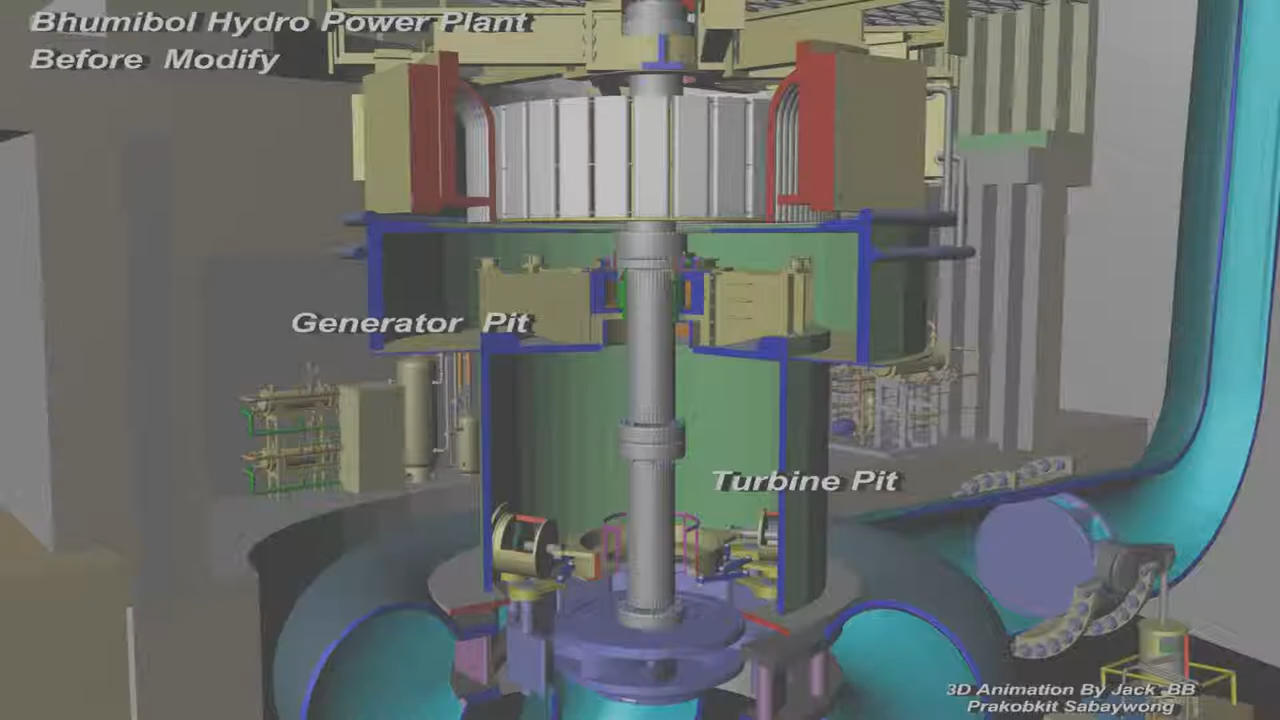 Bhumibol Hydro Power Plant
Before Modify
Generator Pit
Turbine Pit
3D Animation By Jack_BB
Prakobkit Sabaywong